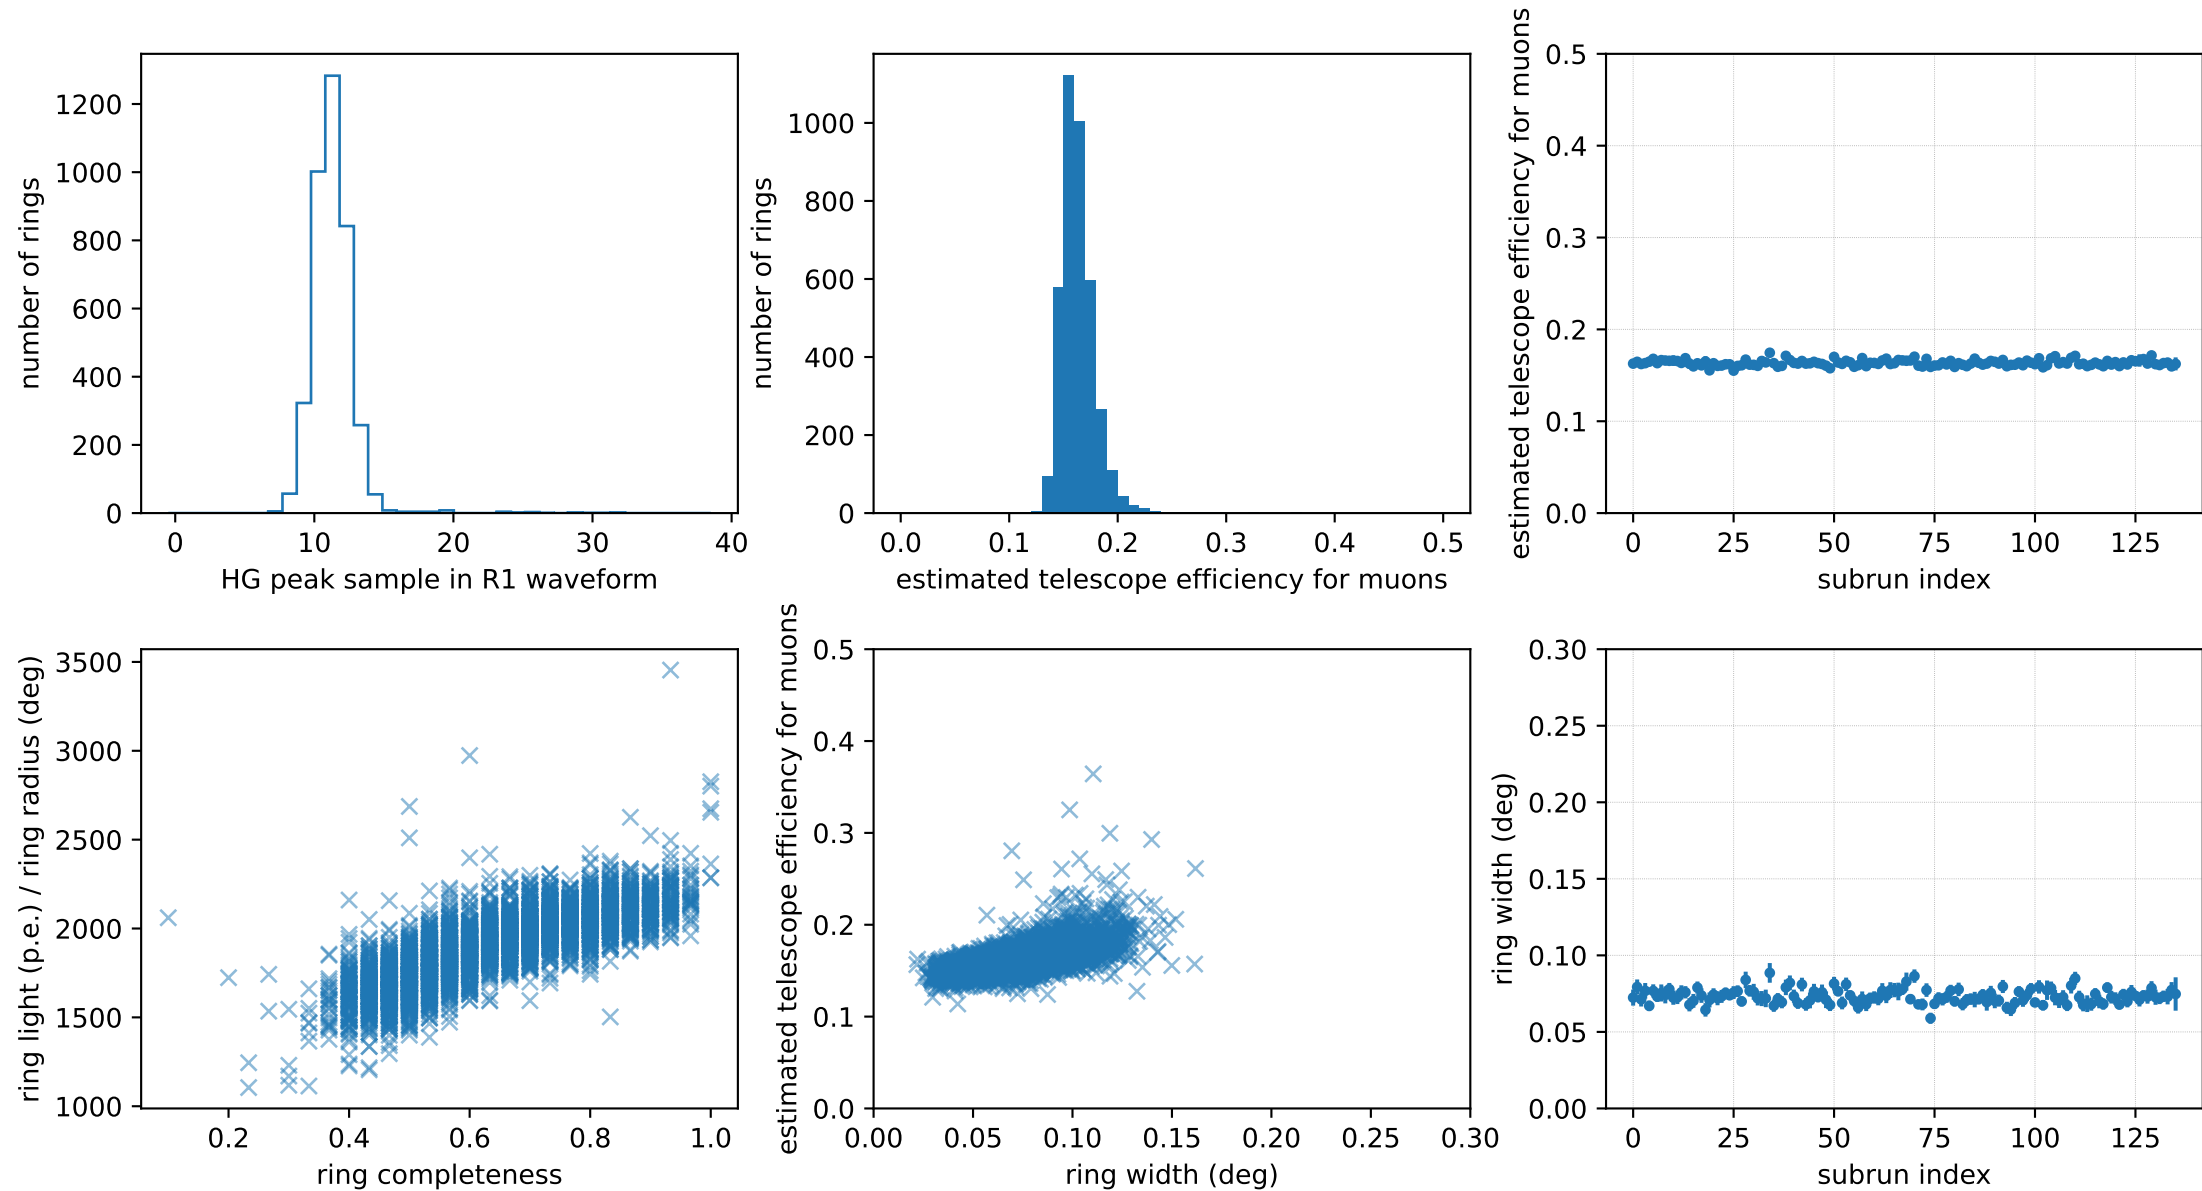 number of rings
1200
1000
800
600
400
200
0
0 10 20 30 40
HG peak sample in R1 waveform
number of rings
1000
800
600
400
200
0
0.0 0.1 0.2 0.3 0.4 0.5
estimated telescope efficiency for muons
estimated telescope efficiency for muons
0.5
0.4
0.3
0.2
0.1
0.0
0 25 50 75 100 125
subrun index
ring light (p.e.) / ring radius (deg)
3500
3000
2500
2000
1500
1000
0.2 0.4 0.6 0.8 1.0
ring completeness
estimated telescope efficiency for muons
0.5
0.4
0.3
0.2
0.1
0.0
0.00 0.05 0.10 0.15 0.20 0.25 0.30
ring width (deg)
ring width (deg)
0.30
0.25
0.20
0.15
0.10
0.05
0.00
0 25 50 75 100 125
subrun index